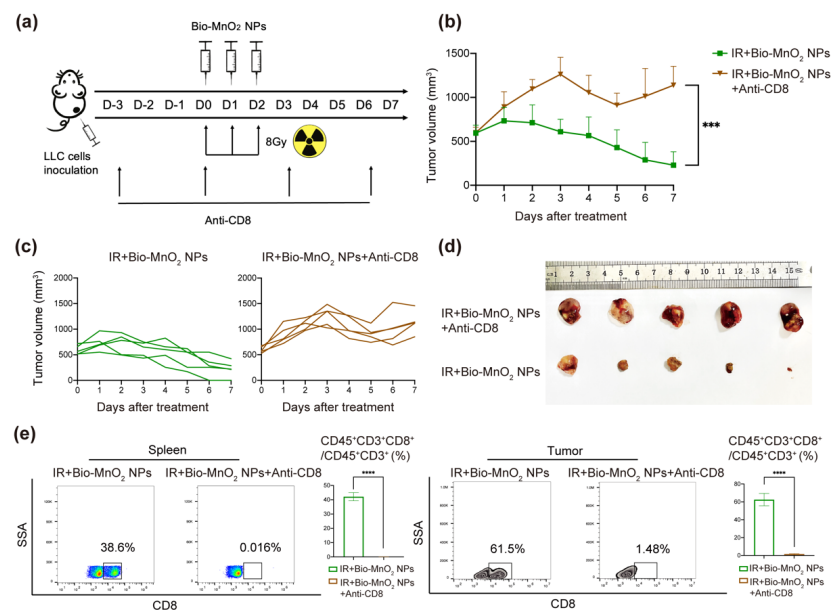 (a)
Bio-MnO₂ NPs
D-3 D-2 D-1 D0 D1 D2 D3 D4 D5 D6 D7
8Gy
LLC cells
inoculation
Anti-CD8
(b)
Tumor volume (mm³)
1500
1000
500
0
0 1 2 3 4 5 6 7
Days after treatment
IR+Bio-MnO₂ NPs
IR+Bio-MnO₂ NPs
+Anti-CD8
***
(c)
IR+Bio-MnO₂ NPs
Tumor volume (mm³)
2000
1500
1000
500
0
0 1 2 3 4 5 6 7
Days after treatment
IR+Bio-MnO₂ NPs+Anti-CD8
2000
1500
1000
500
0
0 1 2 3 4 5 6 7
Days after treatment
(d)
1 2 5 6 8 10 11 12 13 14 15
IR+Bio-MnO₂ NPs
+Anti-CD8
IR+Bio-MnO₂ NPs
(e)
Spleen
IR+Bio-MnO₂ NPs IR+Bio-MnO₂ NPs+Anti-CD8
SSA
38.6%
0.016%
CD8
CD45⁺CD3⁺CD8⁺
/CD45⁺CD3⁺ (%)
****
50
40
30
20
10
0
IR+Bio-MnO₂ NPs
IR+Bio-MnO₂ NPs
+Anti-CD8
Tumor
IR+Bio-MnO₂ NPs IR+Bio-MnO₂ NPs+Anti-CD8
SSA
61.5%
1.48%
CD8
CD45⁺CD3⁺CD8⁺
/CD45⁺CD3⁺ (%)
****
80
60
40
20
0
IR+Bio-MnO₂ NPs
IR+Bio-MnO₂ NPs
+Anti-CD8